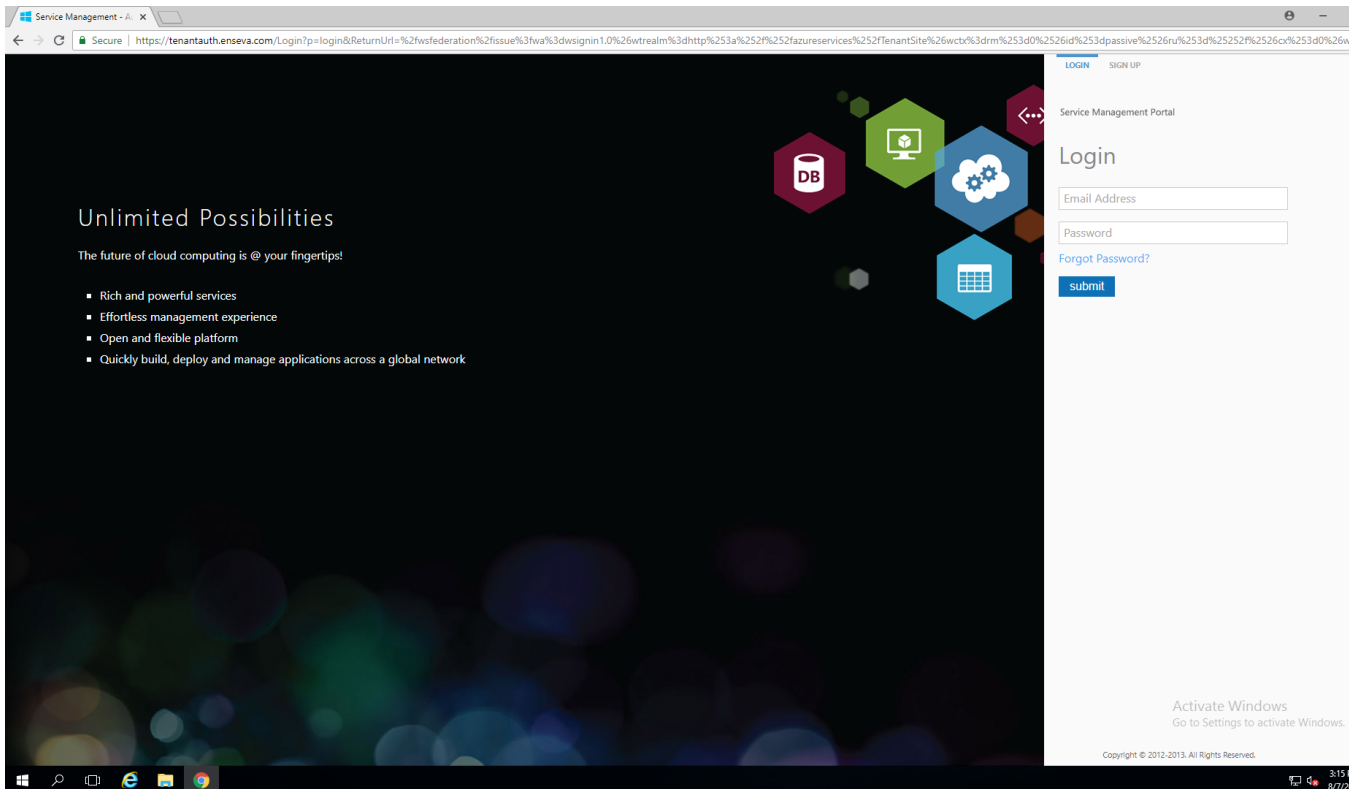 Service Management - A
Secure | https://tenantauth.enseva.com/Login?p=login&ReturnUrl=%2fwsfederation%2fissue%3fwa%3dwsignin1.0%26wtrealm%3dhttp%253a%252f%252fazureservices%252fTenantSite%26wctx%3drm%253d0%2526id%253dpassive%2526ru%253d%25252f%2526cx%253d0%26w
LOGIN SIGN UP
Service Management Portal
Login
Email Address
Password
Forgot Password?
submit
DB
Unlimited Possibilities
The future of cloud computing is @ your fingertips!
Rich and powerful services
Effortless management experience
Open and flexible platform
Quickly build, deploy and manage applications across a global network
Activate Windows
Go to Settings to activate Windows.
Copyright © 2012-2013. All Rights Reserved.
3:15
8/7/2